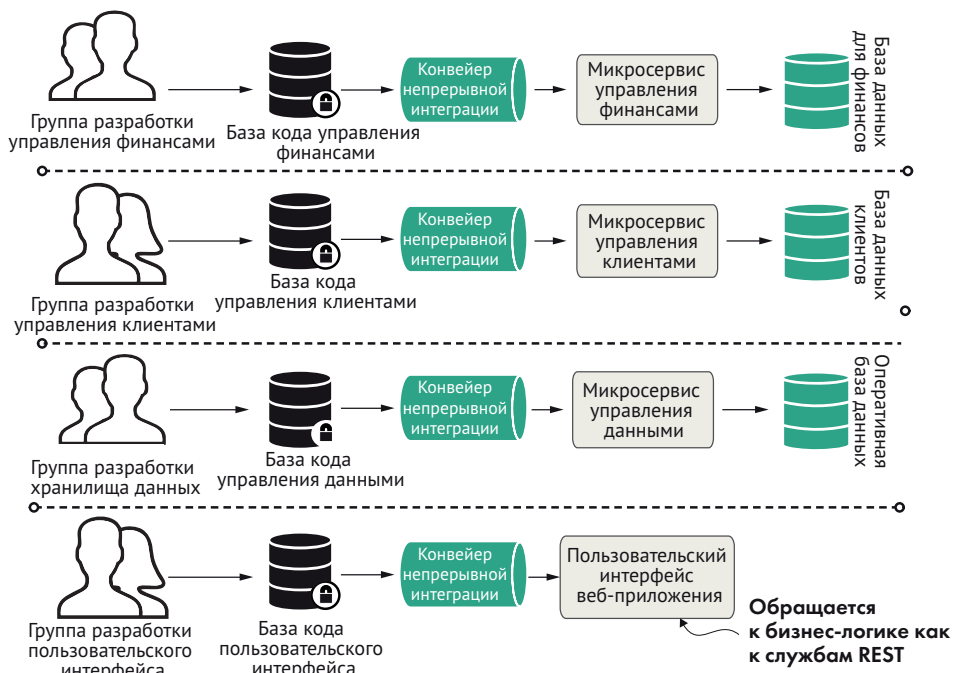 Группа разработки
управления финансами
База кода управления
финансами
Конвейер
непрерывной
интеграции
Микросервис
управления
финансами
База данных
для финансов
Группа разработки
управления клиентами
База кода
управления клиентами
Конвейер
непрерывной
интеграции
Микросервис
управления
клиентами
База данных
клиентов
Группа разработки
хранилища данных
База кода
управления данными
Конвейер
непрерывной
интеграции
Микросервис
управления
данными
Оперативная
база данных
Группа разработки
пользовательского
интерфейса
База кода
пользовательского
интерфейса
Конвейер
непрерывной
интеграции
Пользовательский
интерфейс
веб-приложения
Обращается
к бизнес-логике как
к службам REST